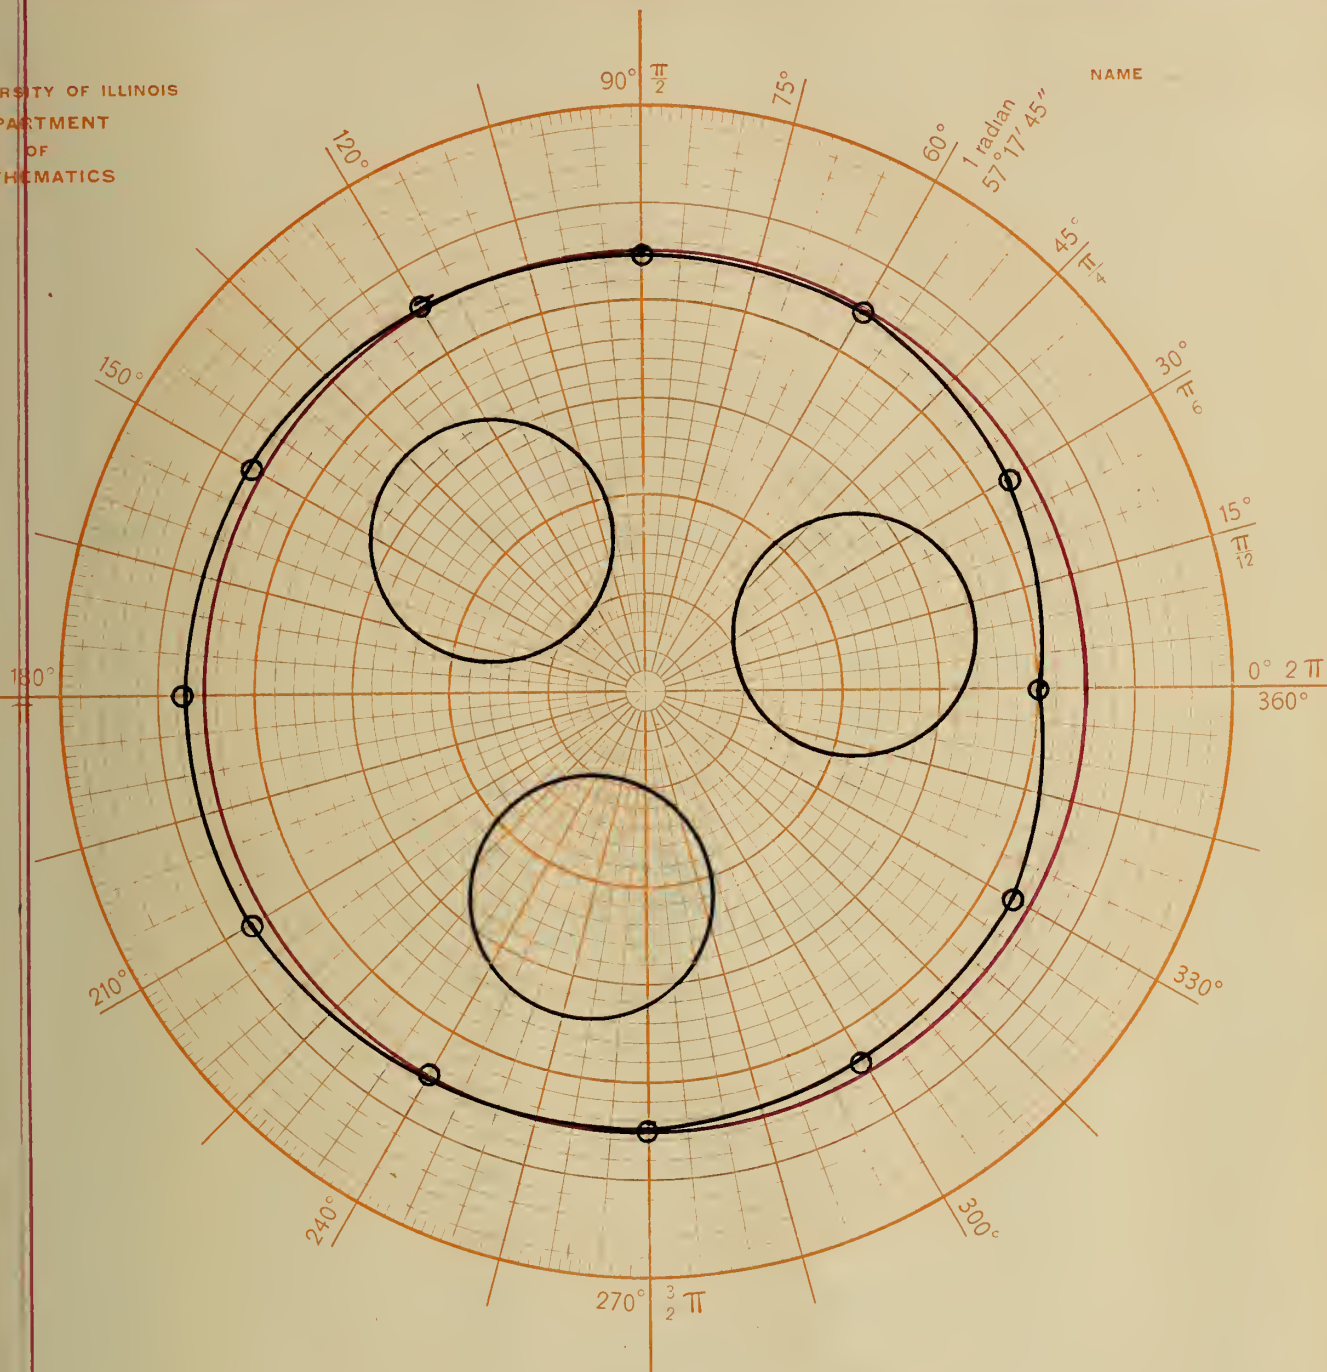 RSITY OF ILLINOIS
PARTMENT
OF
THEMATICS
NAME
90° π/2
75°
60°
1 radian
57°17′45″
45°
π/4
30°
π/6
15°
π/12
0° 2π
360°
330°
300°
270° 3/2 π
240°
210°
180°
π
150°
120°